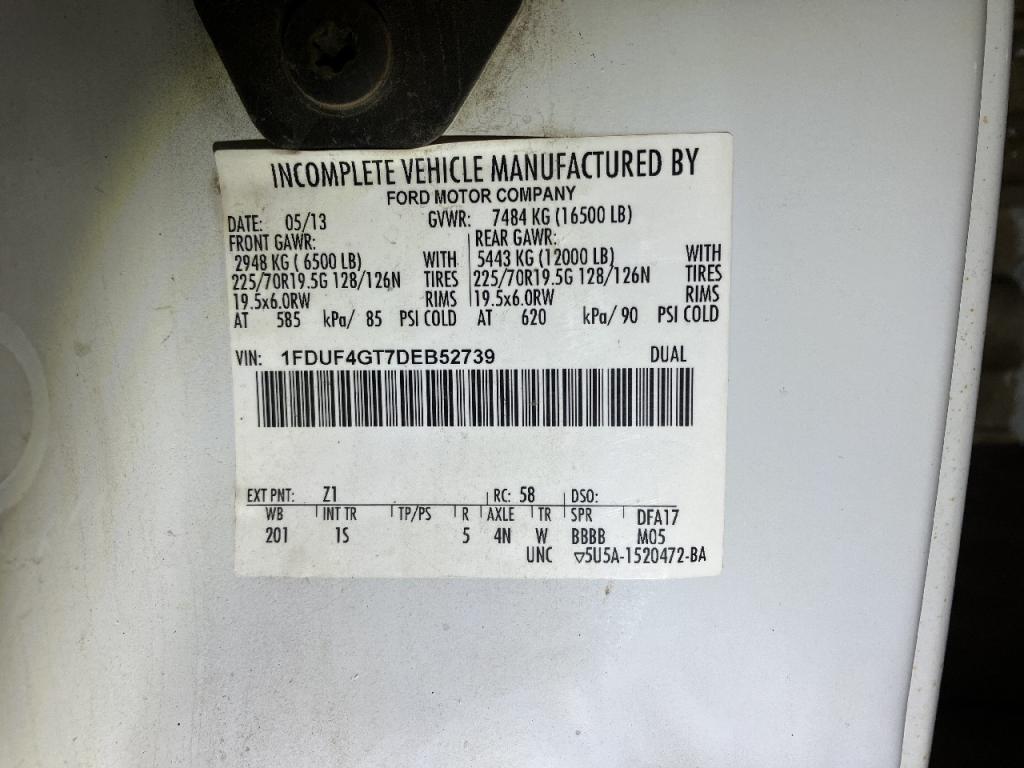 INCOMPLETE VEHICLE MANUFACTURED BY
FORD MOTOR COMPANY
DATE: 05/13 GVWR: 7484 KG (16500 LB)
FRONT GAWR: REAR GAWR:
2948 KG ( 6500 LB) WITH 5443 KG (12000 LB) WITH
225/70R19.5G 128/126N TIRES 225/70R19.5G 128/126N TIRES
19.5x6.0RW RIMS 19.5x6.0RW RIMS
AT 585 kPa/ 85 PSI COLD AT 620 kPa/ 90 PSI COLD
VIN: 1FDUF4GT7DEB52739 DUAL
EXT PNT: Z1 RC: 58 DSO:
WB INT TR TP/PS R AXLE TR SPR DFA17
201 1S 5 4N W BBBB M05
UNC ▽5U5A-1520472-BA